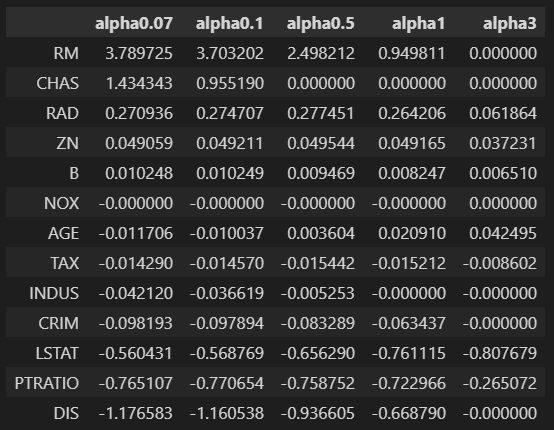 alpha0.07 alpha0.1 alpha0.5 alpha1 alpha3
RM 3.789725 3.703202 2.498212 0.949811 0.000000
CHAS 1.434343 0.955190 0.000000 0.000000 0.000000
RAD 0.270936 0.274707 0.277451 0.264206 0.061864
ZN 0.049059 0.049211 0.049544 0.049165 0.037231
B 0.010248 0.010249 0.009469 0.008247 0.006510
NOX -0.000000 -0.000000 -0.000000 -0.000000 0.000000
AGE -0.011706 -0.010037 0.003604 0.020910 0.042495
TAX -0.014290 -0.014570 -0.015442 -0.015212 -0.008602
INDUS -0.042120 -0.036619 -0.005253 -0.000000 -0.000000
CRIM -0.098193 -0.097894 -0.083289 -0.063437 -0.000000
LSTAT -0.560431 -0.568769 -0.656290 -0.761115 -0.807679
PTRATIO -0.765107 -0.770654 -0.758752 -0.722966 -0.265072
DIS -1.176583 -1.160538 -0.936605 -0.668790 -0.000000